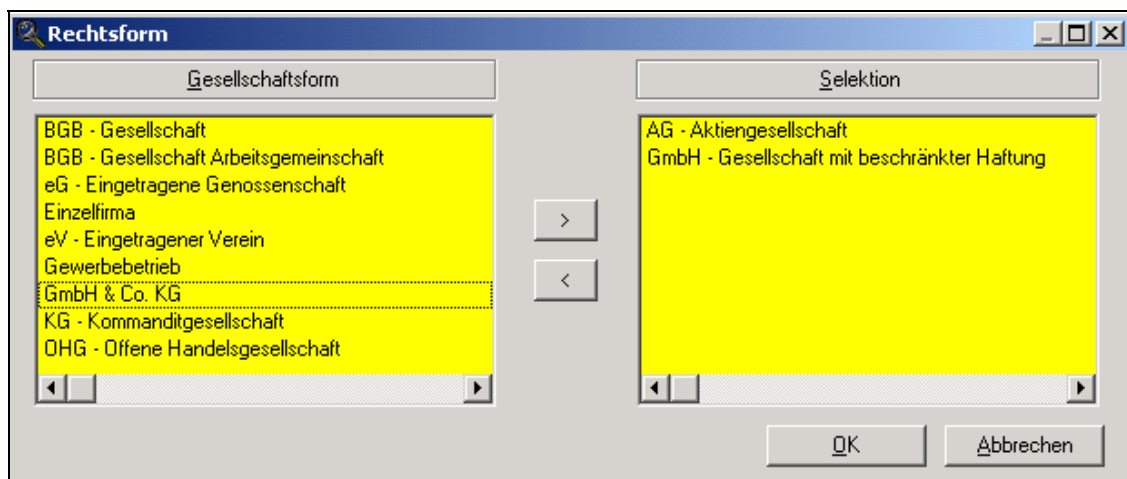 Rechtsform
Gesellschaftsform
BGB - Gesellschaft
BGB - Gesellschaft Arbeitsgemeinschaft
eG - Eingetragene Genossenschaft
Einzelfirma
eV - Eingetragener Verein
Gewerbebetrieb
GmbH & Co. KG
KG - Kommanditgesellschaft
OHG - Offene Handelsgesellschaft
>
<
Selektion
AG - Aktiengesellschaft
GmbH - Gesellschaft mit beschränkter Haftung
OK
Abbrechen